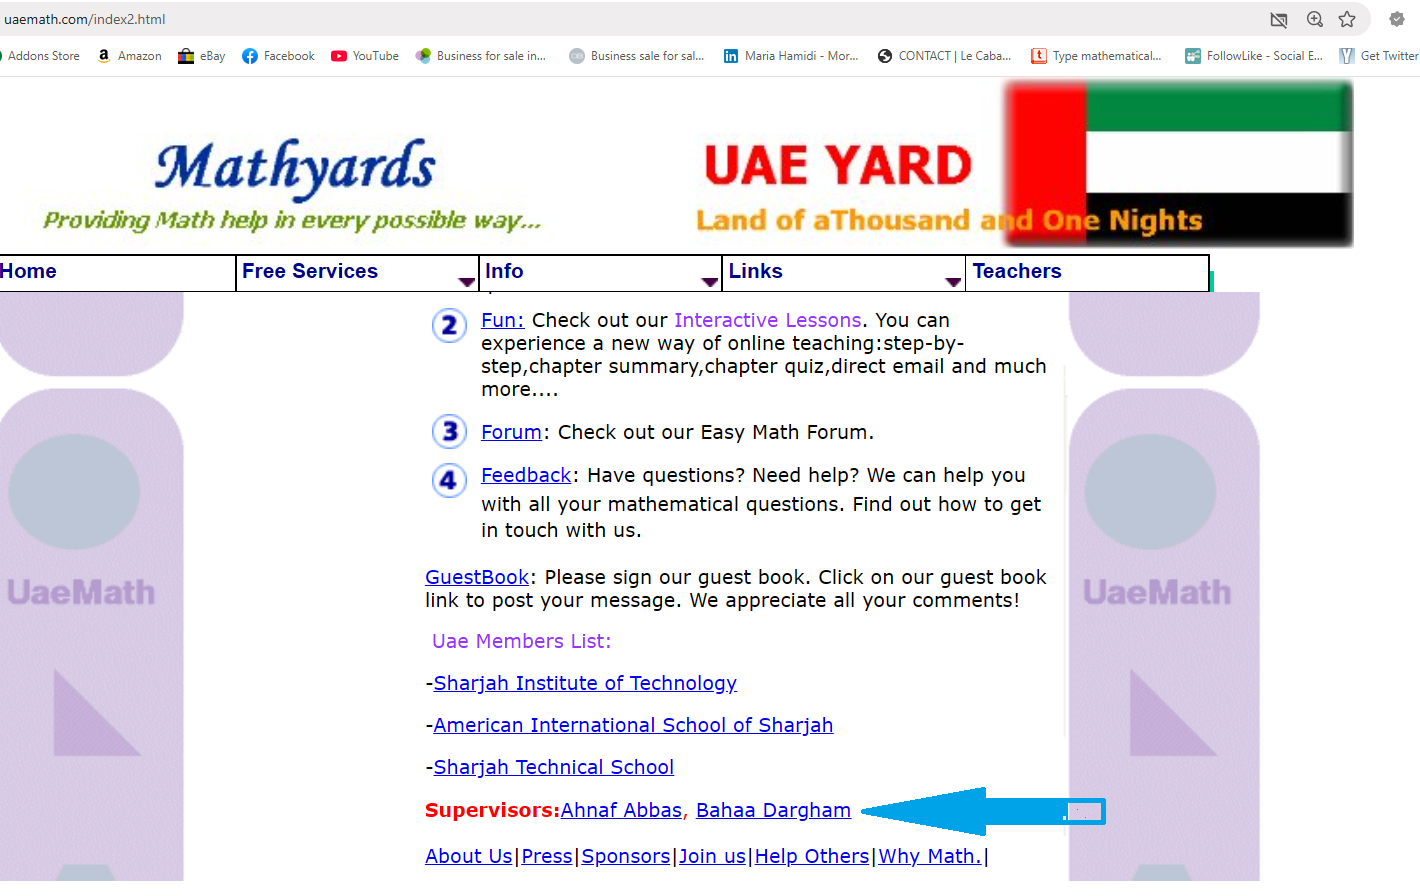 uaemath.com/index2.html
Addons Store Amazon eBay Facebook YouTube Business for sale in... Business sale for sal... Maria Hamidi - Mor... CONTACT | Le Caba... Type mathematical... FollowLike - Social E... Get Twitter
Mathyards
Providing Math help in every possible way...
UAE YARD
Land of aThousand and One Nights
Home Free Services Info Links Teachers
2 Fun: Check out our Interactive Lessons. You can
experience a new way of online teaching:step-by-
step,chapter summary,chapter quiz,direct email and much
more....
3 Forum: Check out our Easy Math Forum.
4 Feedback: Have questions? Need help? We can help you
with all your mathematical questions. Find out how to get
in touch with us.
UaeMath
UaeMath
GuestBook: Please sign our guest book. Click on our guest book
link to post your message. We appreciate all your comments!
Uae Members List:
-Sharjah Institute of Technology
-American International School of Sharjah
-Sharjah Technical School
Supervisors:Ahnaf Abbas, Bahaa Dargham
About Us|Press|Sponsors|Join us|Help Others|Why Math.|